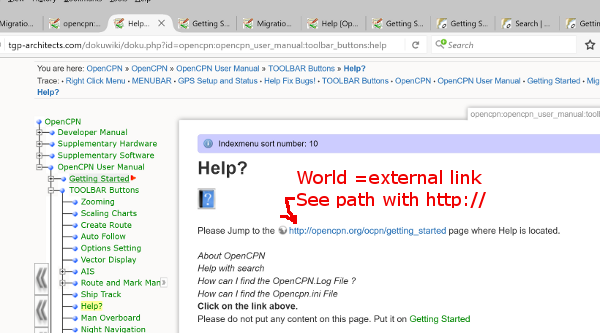 Migratio...
opencpn:...
Help?...
Getting S...
Migratio...
Help [Op...
Getting S...
Getting S...
Search | ...
Getting S...
tgp-architects.com/dokuwiki/doku.php?id=opencpn:opencpn_user_manual:toolbar_buttons:help
Search
You are here: OpenCPN » OpenCPN » OpenCPN User Manual » TOOLBAR Buttons » Help?
Trace: • Right Click Menu • MENUBAR • GPS Setup and Status • Help Fix Bugs! • TOOLBAR Buttons • OpenCPN • OpenCPN User Manual • Getting Started • Mig
Help?
opencpn:opencpn_user_manual:tool
OpenCPN
Developer Manual
Supplementary Hardware
Supplementary Software
OpenCPN User Manual
Getting Started
TOOLBAR Buttons
Zooming
Scaling Charts
Create Route
Auto Follow
Options Setting
Vector Display
AIS
Route and Mark Man
Ship Track
Help?
Man Overboard
Night Navigation
Indexmenu sort number: 10
Help?
World =external link
See path with http://
Please Jump to the http://opencpn.org/ocpn/getting_started page where Help is located.
About OpenCPN
Help with search
How can I find the OpenCPN.Log File ?
How can I find the Opencpn.ini File
Click on the link above.
Please do not put any content on this page. Put it on Getting Started